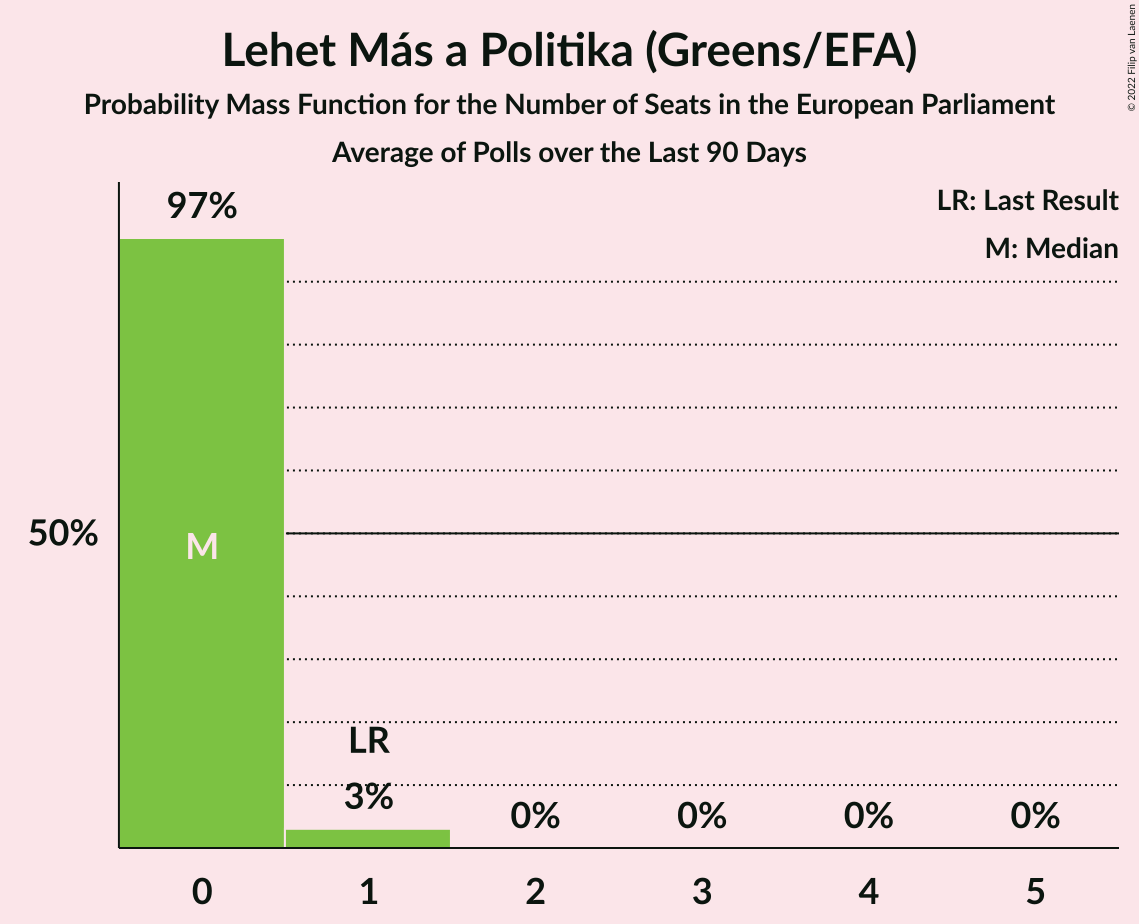 Lehet Más a Politika (Greens/EFA)
Probability Mass Function for the Number of Seats in the European Parliament
Average of Polls over the Last 90 Days
© 2022 Filip van Laenen
LR: Last Result
M: Median
97%
50%
M
LR
3%
0%
0%
0%
0%
0
1
2
3
4
5